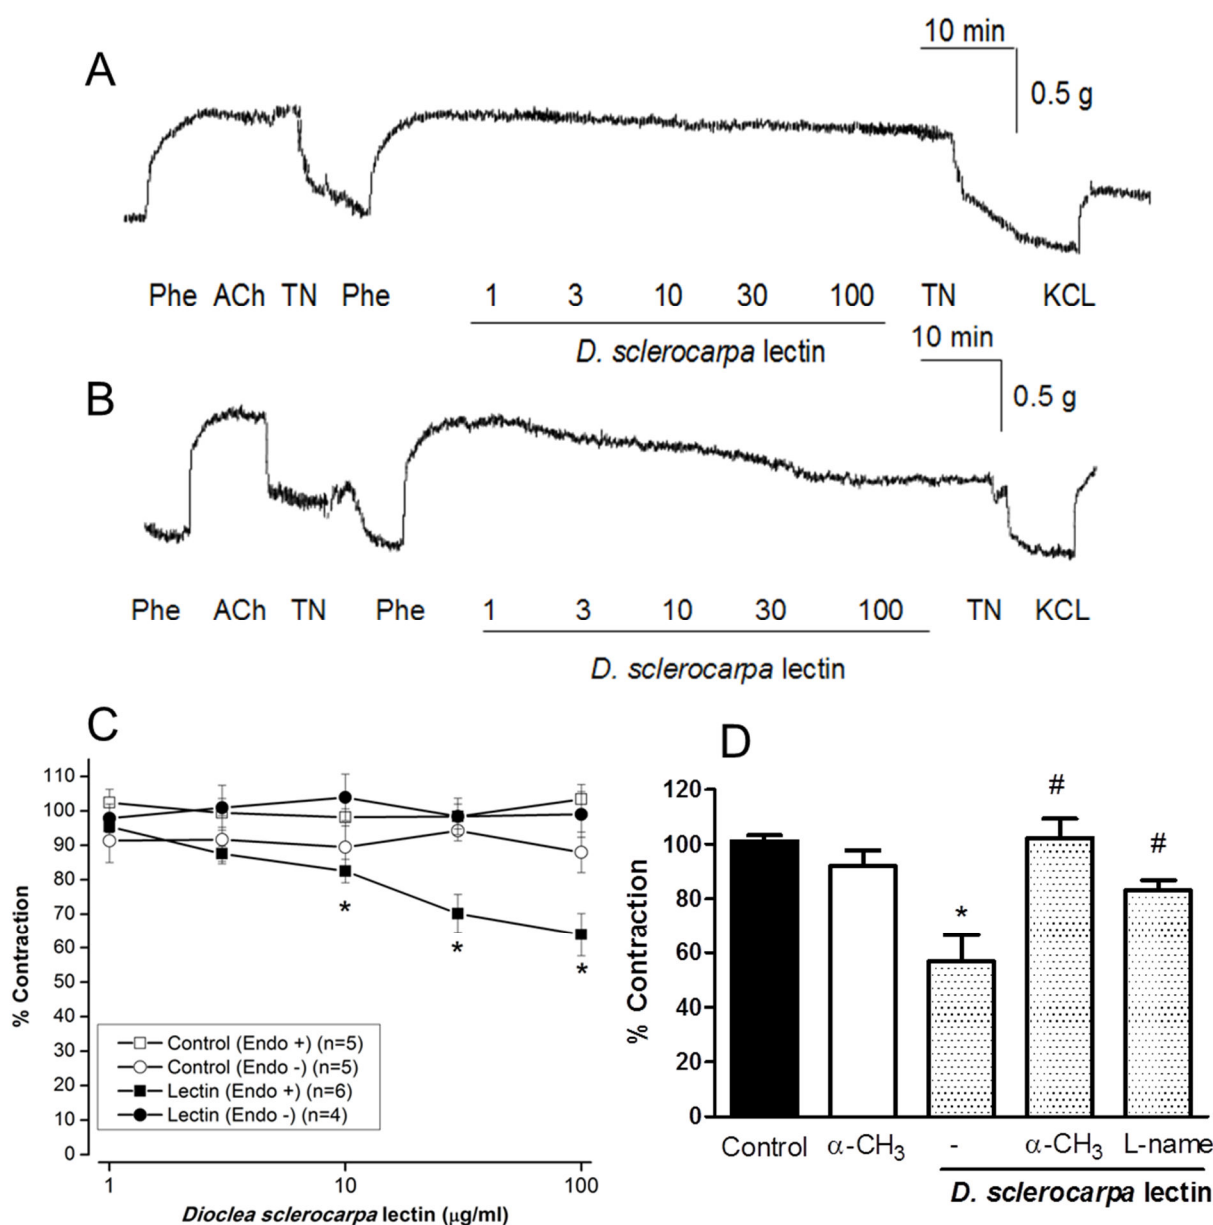 A
10 min
0.5 g
Phe ACh TN Phe 1 3 10 30 100 TN KCL
D. sclerocarpa lectin
B
10 min
0.5 g
Phe ACh TN Phe 1 3 10 30 100 TN KCL
D. sclerocarpa lectin
C
% Contraction
110
100
90
80
70
60
50
40
30
20
10
0
* * *
Control (Endo +) (n=5)
Control (Endo -) (n=5)
Lectin (Endo +) (n=6)
Lectin (Endo -) (n=4)
1 10 100
Dioclea sclerocarpa lectin (µg/ml)
D
% Contraction
120
100
80
60
40
20
0
* # #
Control α-CH₃ - α-CH₃ L-name
D. sclerocarpa lectin